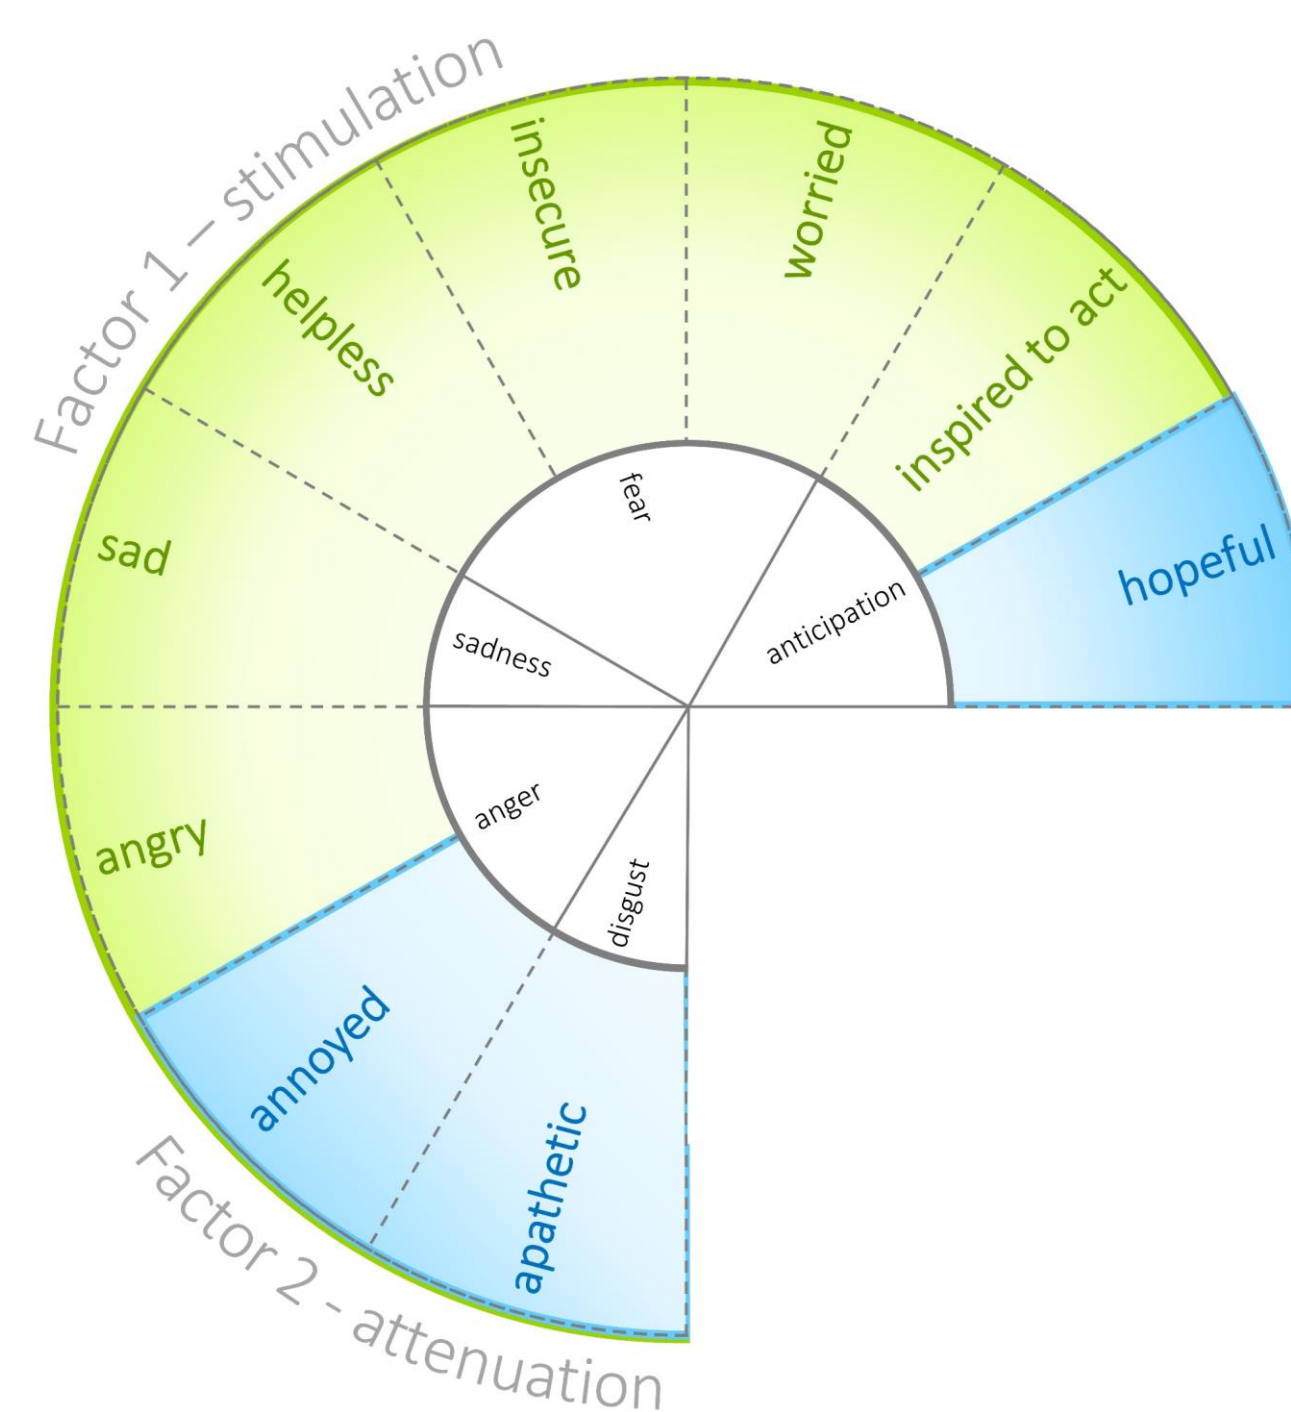 Factor 1 – stimulation
insecure
worried
helpless
inspired to act
sad
hopeful
angry
annoyed
apathetic
fear
anticipation
sadness
anger
disgust
Factor 2 - attenuation